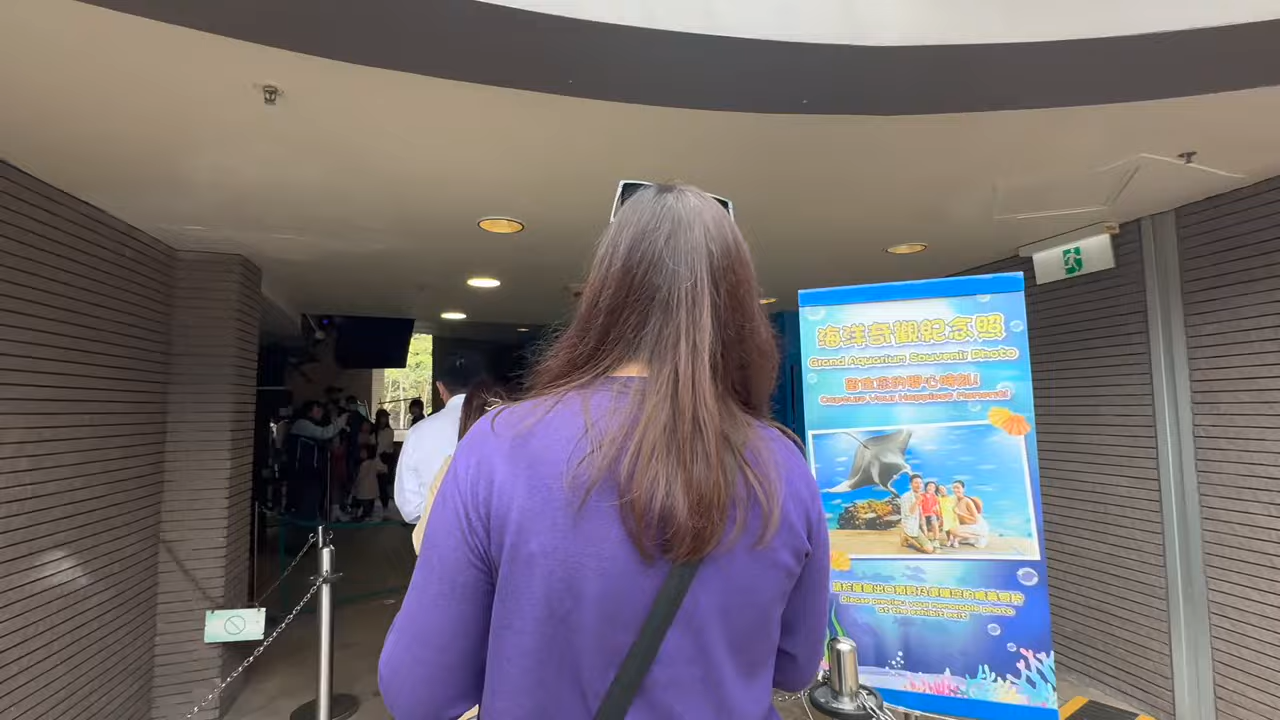 海洋奇觀紀念照
Grand Aquarium Souvenir Photo
留住您的開心時刻!
Capture Your Happiest Moment!
Please preview your memorable photo
at the exhibit exit